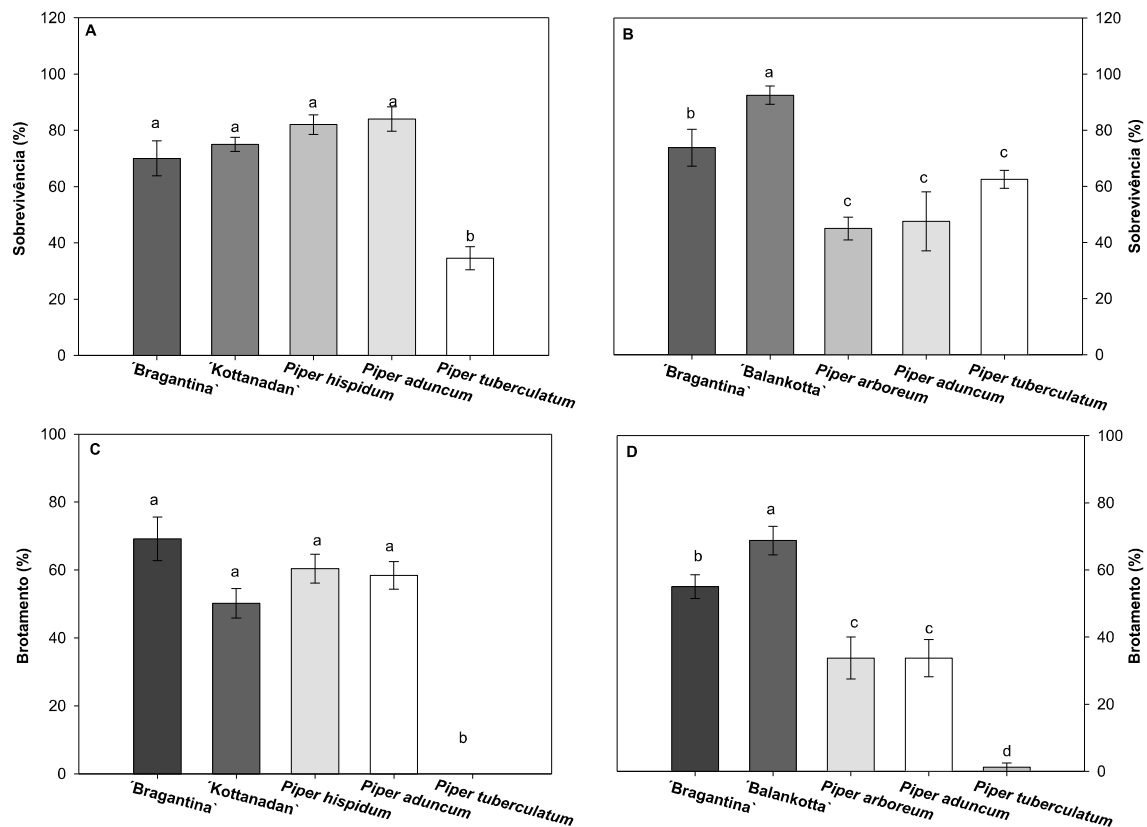 A
Sobrevivência (%)
120
100
80
60
40
20
0
a
a
a
a
b
´Bragantina`
´Kottanadan`
Piper hispidum
Piper aduncum
Piper tuberculatum
B
Sobrevivência (%)
120
100
80
60
40
20
0
b
a
c
c
c
´Bragantina`
´Balankotta`
Piper arboreum
Piper aduncum
Piper tuberculatum
C
Brotamento (%)
100
80
60
40
20
0
a
a
a
a
b
´Bragantina`
´Kottanadan`
Piper hispidum
Piper aduncum
Piper tuberculatum
D
Brotamento (%)
100
80
60
40
20
0
b
a
c
c
d
´Bragantina`
´Balankotta`
Piper arboreum
Piper aduncum
Piper tuberculatum